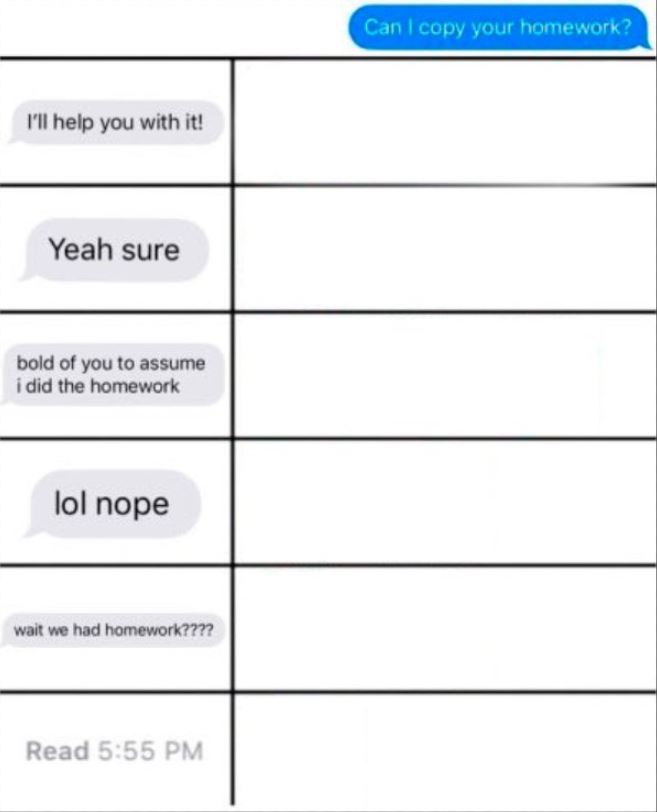 Can I copy your homework?
I'll help you with it!
Yeah sure
bold of you to assume
i did the homework
lol nope
wait we had homework????
Read 5:55 PM